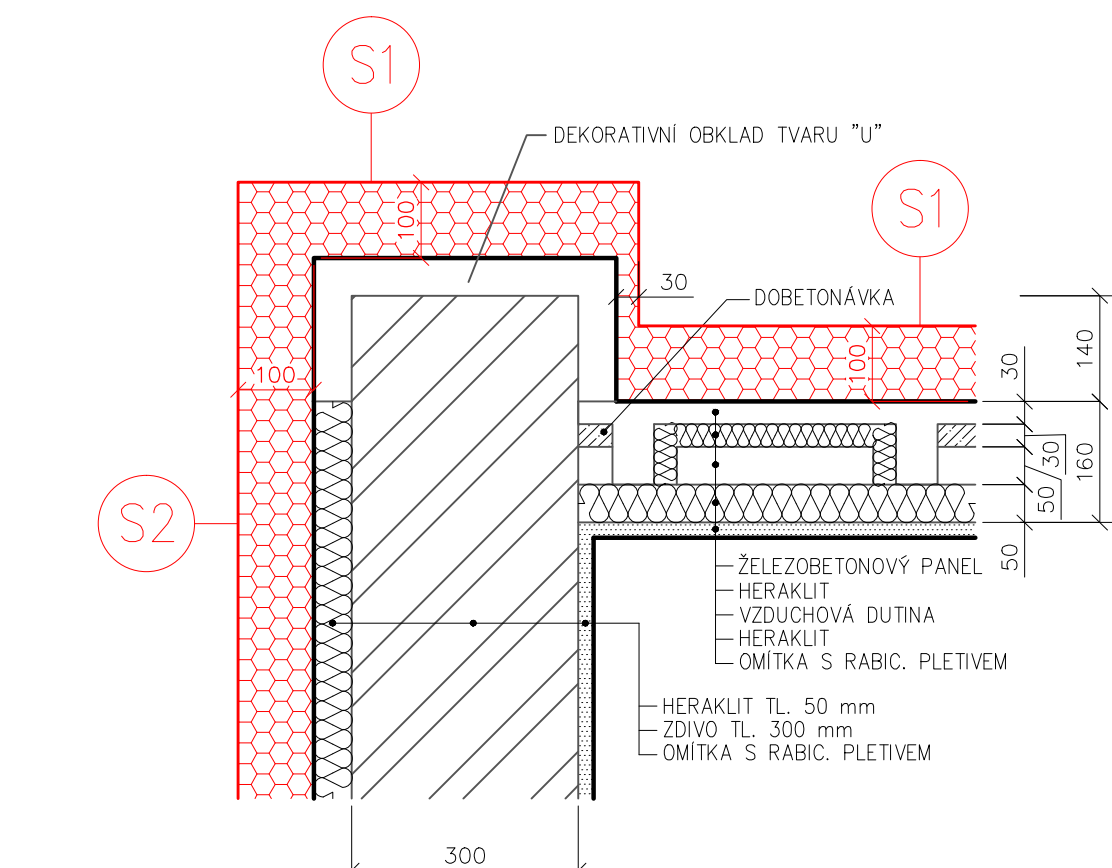 S1
DEKORATIVNÍ OBKLAD TVARU "U"
S1
100
30
DOBETONÁVKA
140
30
100
100
30
160
50
S2
50
ŽELEZOBETONOVÝ PANEL
HERAKLIT
VZDUCHOVÁ DUTINA
HERAKLIT
OMÍTKA S RABIC. PLETIVEM
HERAKLIT TL. 50 mm
ZDIVO TL. 300 mm
OMÍTKA S RABIC. PLETIVEM
300